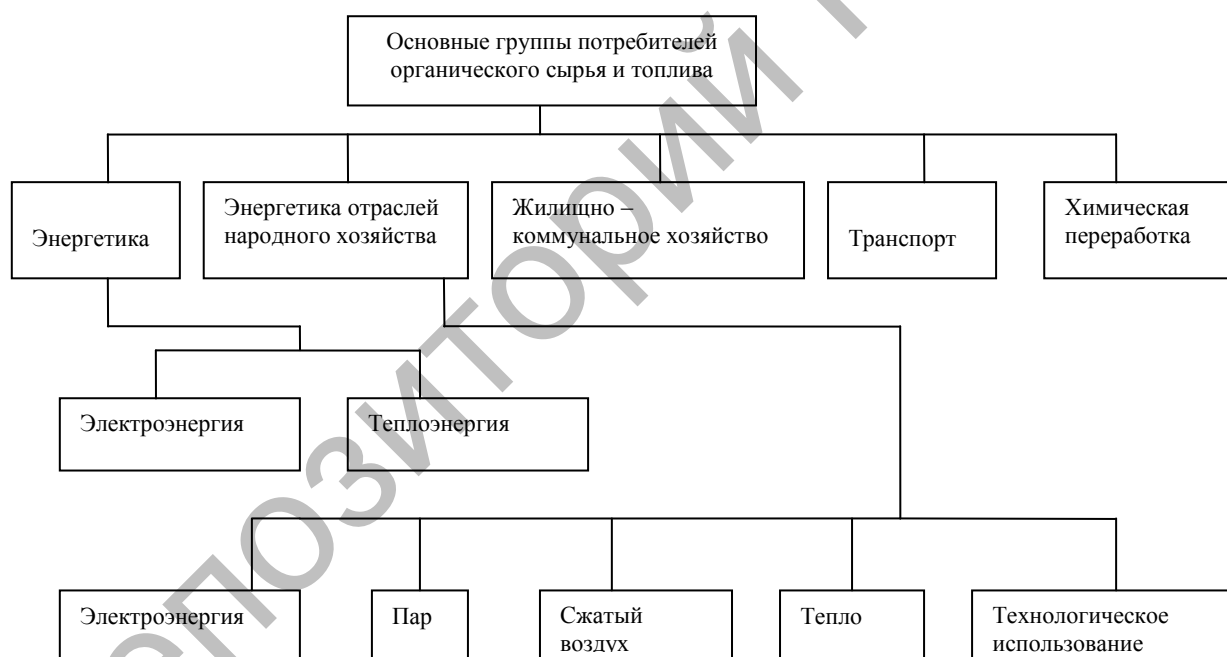 Основные группы потребителей
органического сырья и топлива
Энергетика
Энергетика отраслей
народного хозяйства
Жилищно –
коммунальное хозяйство
Транспорт
Химическая
переработка
Электроэнергия
Теплоэнергия
Электроэнергия
Пар
Сжатый
воздух
Тепло
Технологическое
использование